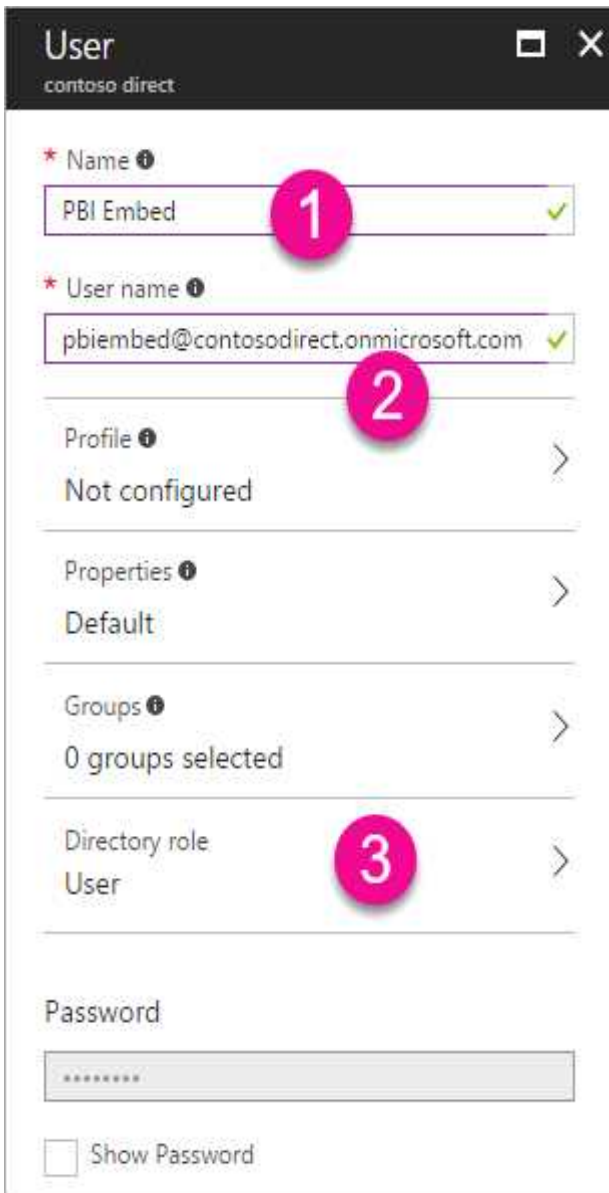 User
contoso direct
* Name
PBI Embed
1
* User name
pbiembed@contosodirect.onmicrosoft.com
2
Profile
Not configured
Properties
Default
Groups
0 groups selected
Directory role
User
3
Password
••••••••
Show Password